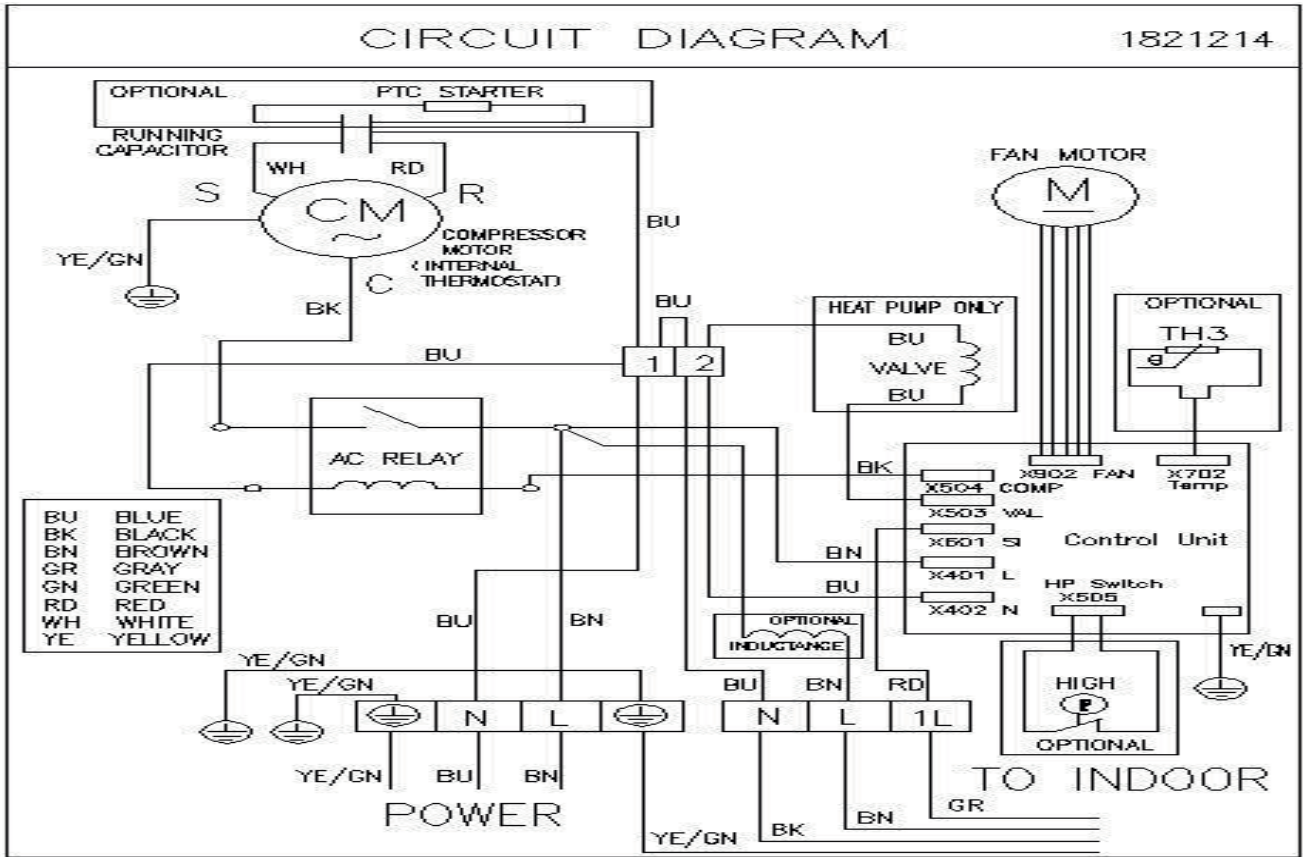 CIRCUIT DIAGRAM 1821214
OPTIONAL PTC STARTER
RUNNING
CAPACITOR
WH RD
S R
CM
COMPRESSOR
MOTOR
(INTERNAL
THERMOSTAT)
YE/GN
C
BK
BU
FAN MOTOR
M
BU
BU
1 2
HEAT PUMP ONLY
BU
VALVE
BU
OPTIONAL
TH3
θ
AC RELAY
BK
X504 COMP
X902 FAN
X702
Temp
X503 VAL
X601 SI
Control Unit
BN
X401 L
BU
X402 N
HP Switch
X505
BU BLUE
BK BLACK
BN BROWN
GR GRAY
GN GREEN
RD RED
WH WHITE
YE YELLOW
BU BN
OPTIONAL
INDUCTANCE
YE/GN
YE/GN
YE/GN
BU BN RD
N L
N L 1L
HIGH
P
OPTIONAL
YE/GN BU BN
POWER
TO INDOOR
GR
BN
BK
YE/GN